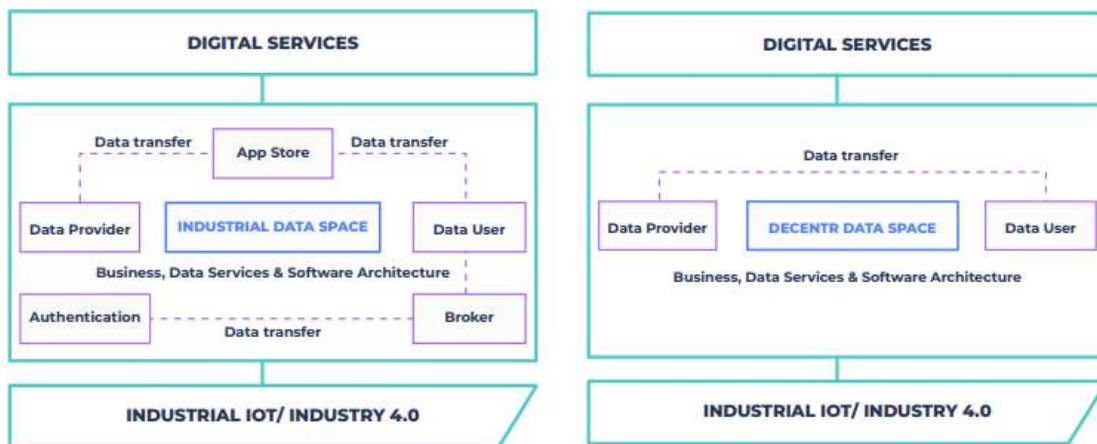 DIGITAL SERVICES
Data transfer
App Store
Data transfer
Data Provider
INDUSTRIAL DATA SPACE
Data User
Business, Data Services & Software Architecture
Authentication
Data transfer
Broker
INDUSTRIAL IOT/ INDUSTRY 4.0
DIGITAL SERVICES
Data transfer
Data Provider
DECENTR DATA SPACE
Data User
Business, Data Services & Software Architecture
INDUSTRIAL IOT/ INDUSTRY 4.0